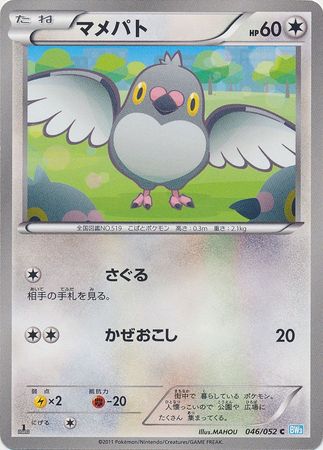 たね
マメパト
HP60
全国図鑑NO.519 こばとポケモン 高さ:0.3m 重さ:2.1kg
さぐる
相手の手札を見る。
かぜおこし 20
弱点 抵抗力
×2 -20
にげる
街中で暮らしているポケモン。
人懐っこいので公園や
広場に集まってくる。
Illus.MAHOU 046/052 C
©2011 Pokémon/Nintendo/Creatures/GAME FREAK.